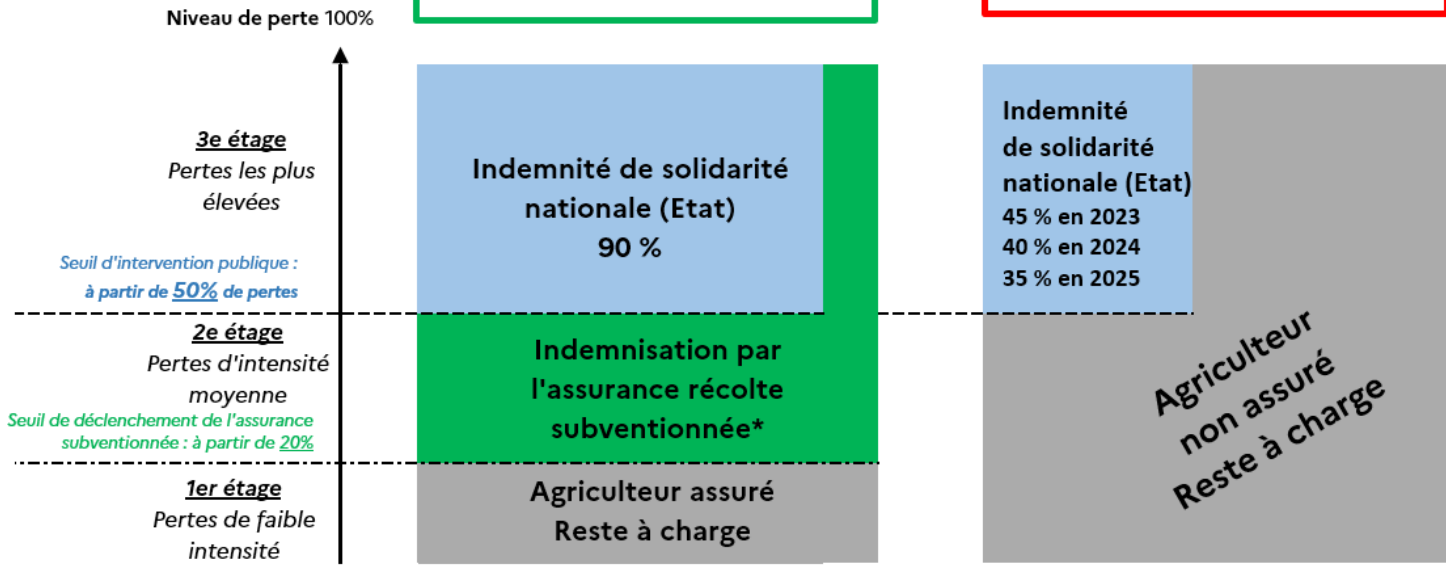 Niveau de perte 100%
3e étage
Pertes les plus
élevées
Seuil d'intervention publique :
à partir de 50% de pertes
2e étage
Pertes d'intensité
moyenne
Seuil de déclenchement de l'assurance
subventionnée : à partir de 20%
1er étage
Pertes de faible
intensité
Indemnité de solidarité
nationale (Etat)
90 %
Indemnisation par
l'assurance récolte
subventionnée*
Agriculteur assuré
Reste à charge
Indemnité
de solidarité
nationale (Etat)
45 % en 2023
40 % en 2024
35 % en 2025
Agriculteur
non assuré
Reste à charge